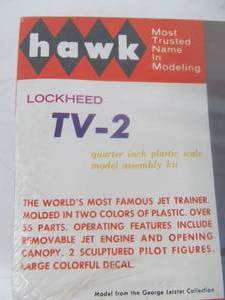 hawk
Most
Trusted
Name
In
Modeling
LOCKHEED
TV-2
quarter inch plastic scale
model assembly kit
THE WORLD'S MOST FAMOUS JET TRAINER.
MOLDED IN TWO COLORS OF PLASTIC. OVER
55 PARTS. OPERATING FEATURES INCLUDE
REMOVABLE JET ENGINE AND OPENING
CANOPY. 2 SCULPTURED PILOT FIGURES.
LARGE COLORFUL DECAL.
Model from the George Letster Collection